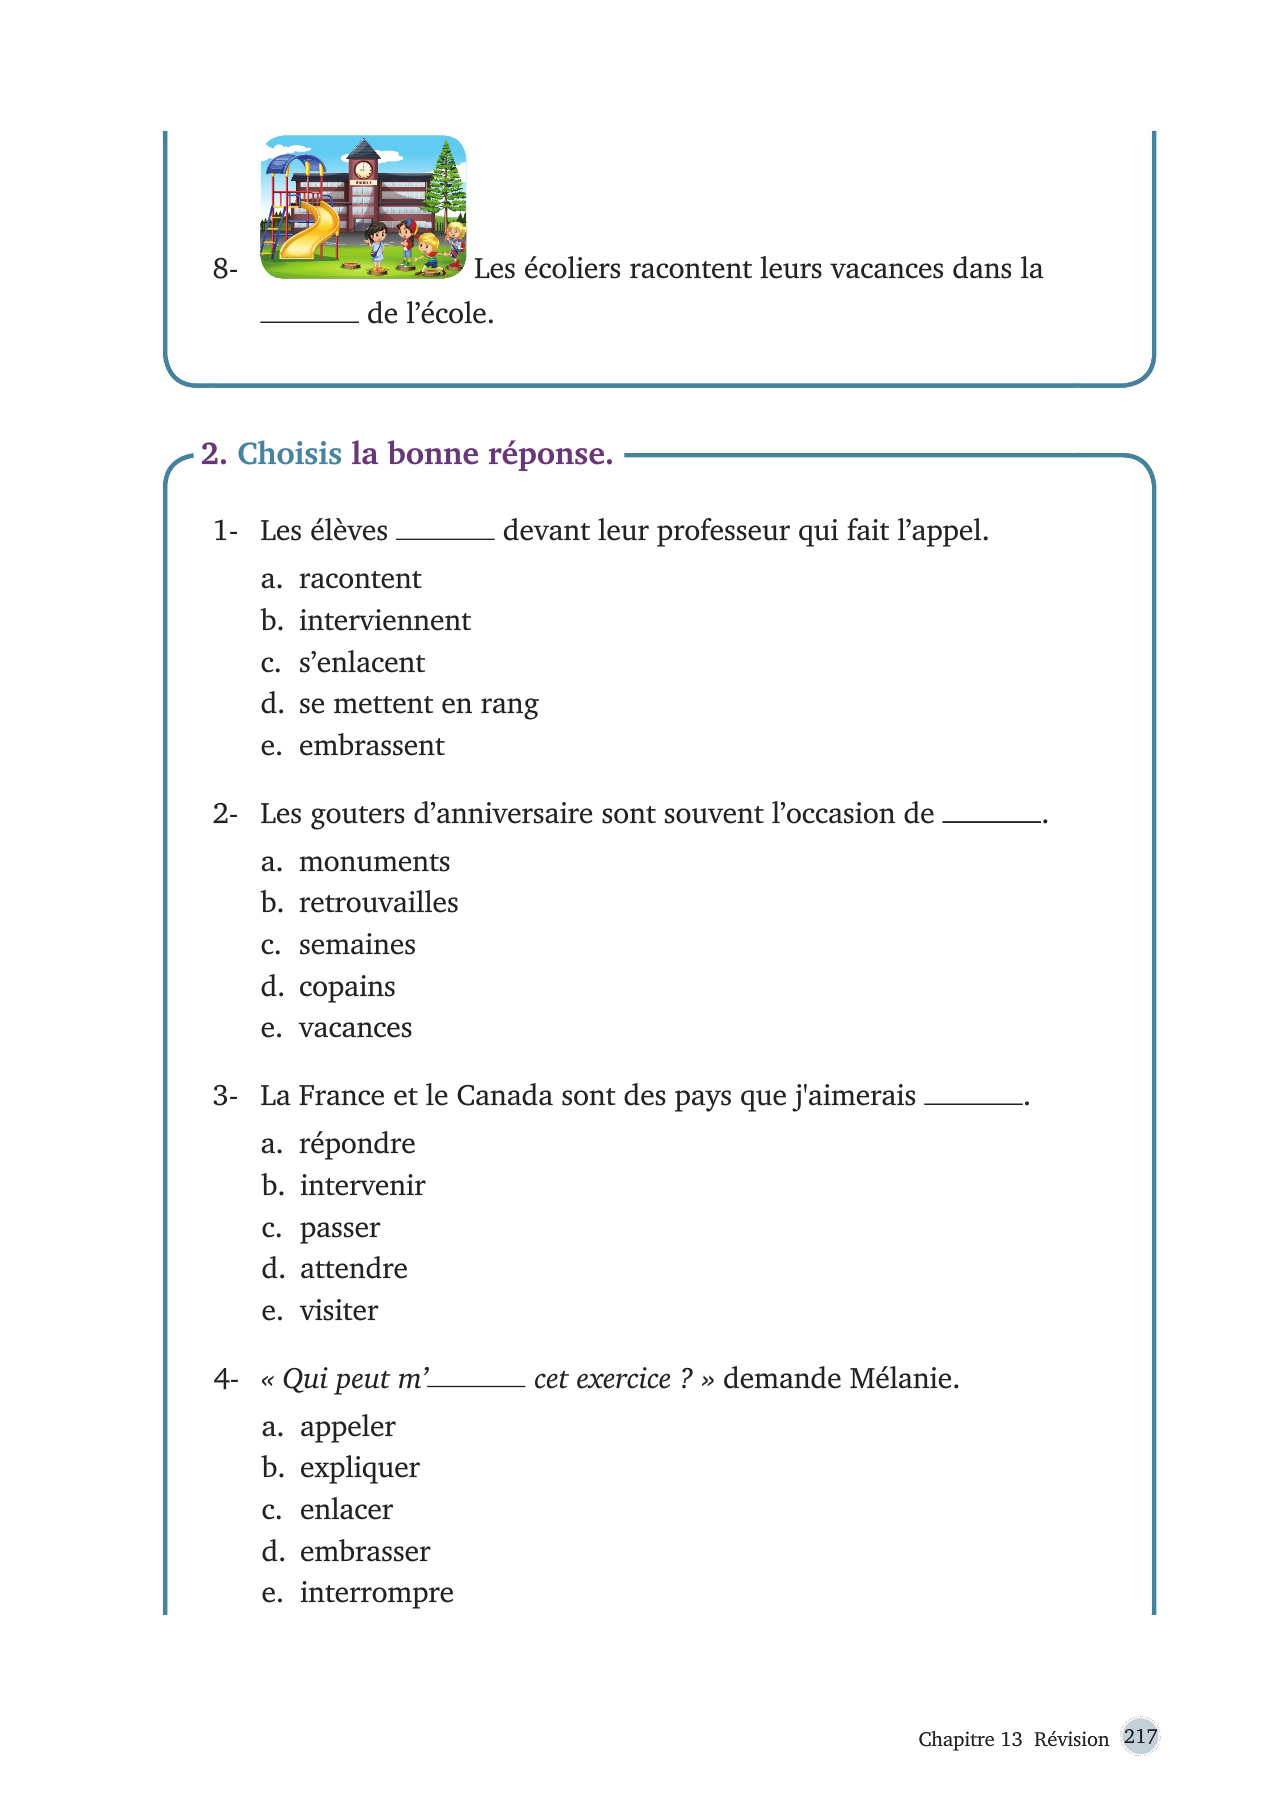 8- Les écoliers racontent leurs vacances dans la
_______ de l’école.
2. Choisis la bonne réponse.
1- Les élèves _______ devant leur professeur qui fait l’appel.
a. racontent
b. interviennent
c. s’enlacent
d. se mettent en rang
e. embrassent
2- Les gouters d’anniversaire sont souvent l’occasion de _______.
a. monuments
b. retrouvailles
c. semaines
d. copains
e. vacances
3- La France et le Canada sont des pays que j'aimerais _______.
a. répondre
b. intervenir
c. passer
d. attendre
e. visiter
4- « Qui peut m’_______ cet exercice ? » demande Mélanie.
a. appeler
b. expliquer
c. enlacer
d. embrasser
e. interrompre
Chapitre 13 Révision 217